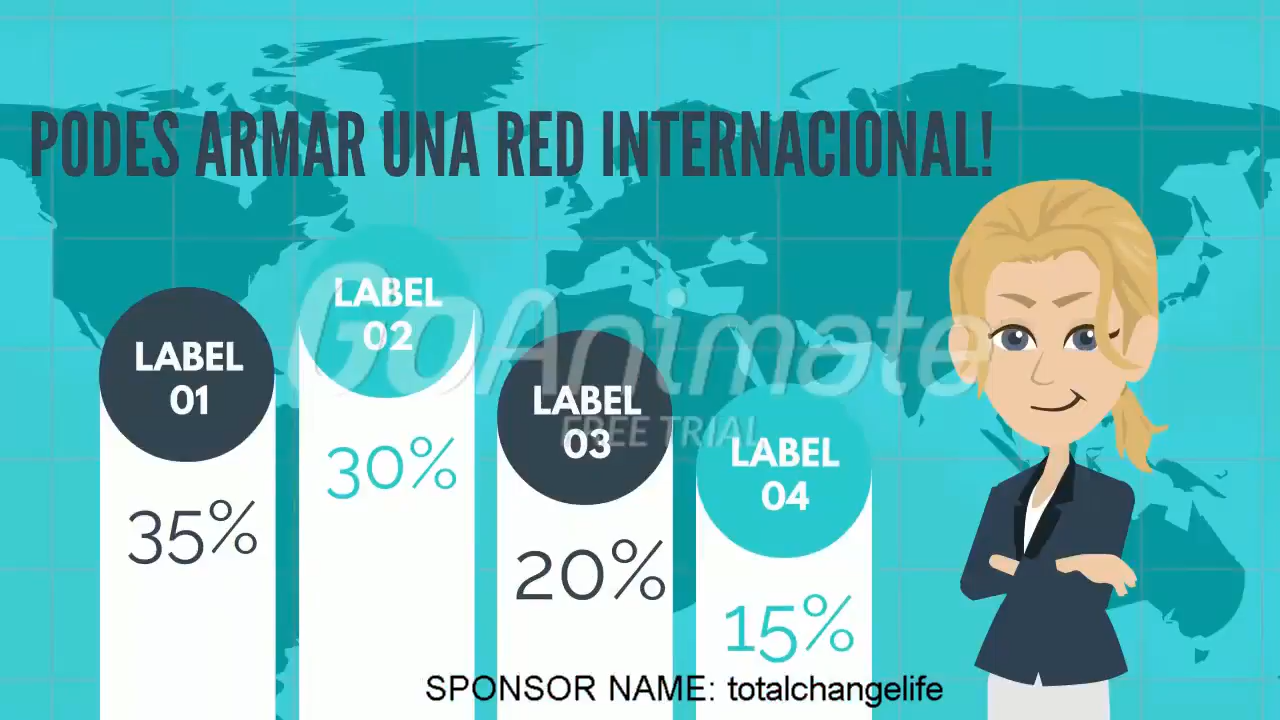 PODES ARMAR UNA RED INTERNACIONAL!
LABEL
01
35%
LABEL
02
30%
LABEL
03
20%
LABEL
04
15%
GoAnimate
FREE TRIAL
SPONSOR NAME: totalchangelife